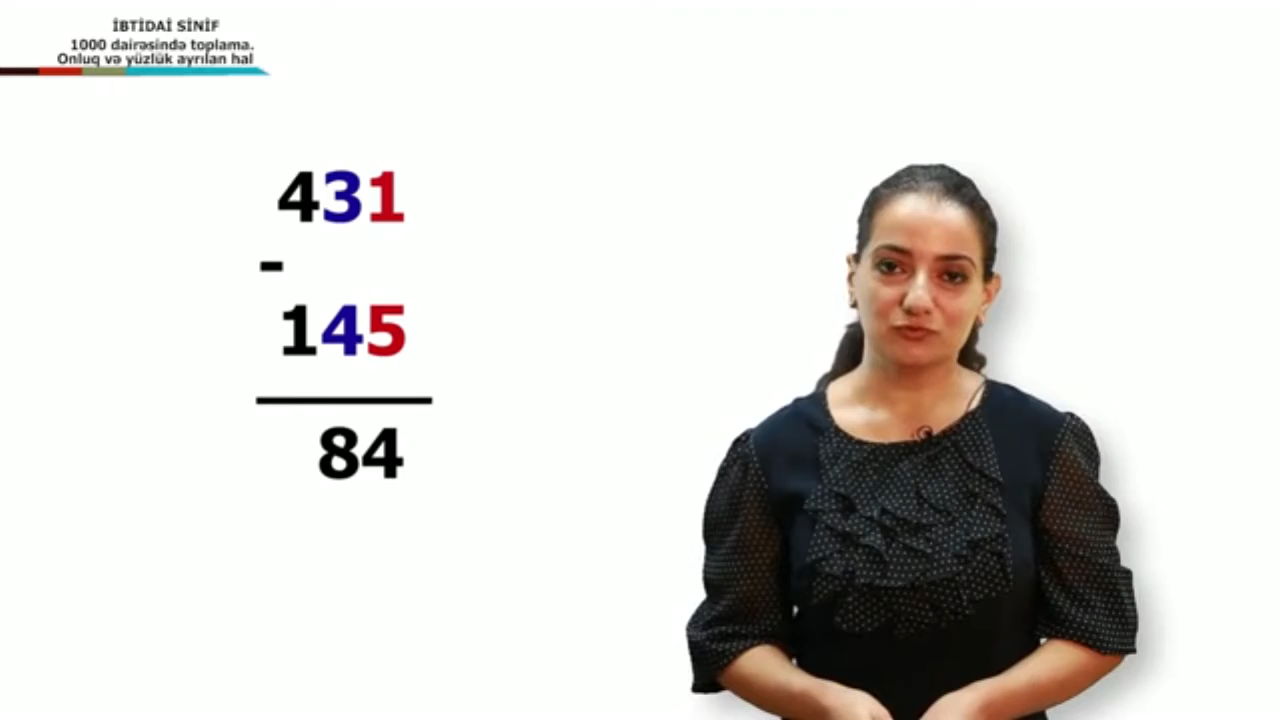 İBTİDAİ SİNİF
1000 dairəsində toplama.
Onluq və yüzlük ayrılan hal
431
-
145
84